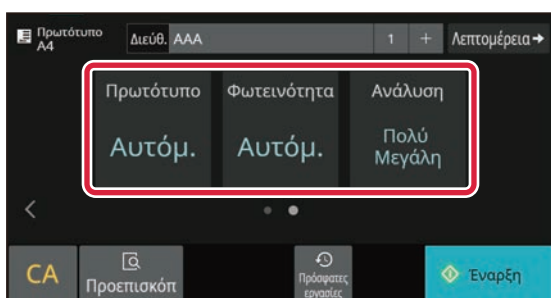 Πρωτότυπο
A4
Διεύθ. AAA 1 + Λεπτομέρεια
Πρωτότυπο Φωτεινότητα Ανάλυση
Αυτόμ. Αυτόμ. Πολύ
Μεγάλη
CA Προεπισκόπ Πρόσφατες
εργασίες Έναρξη